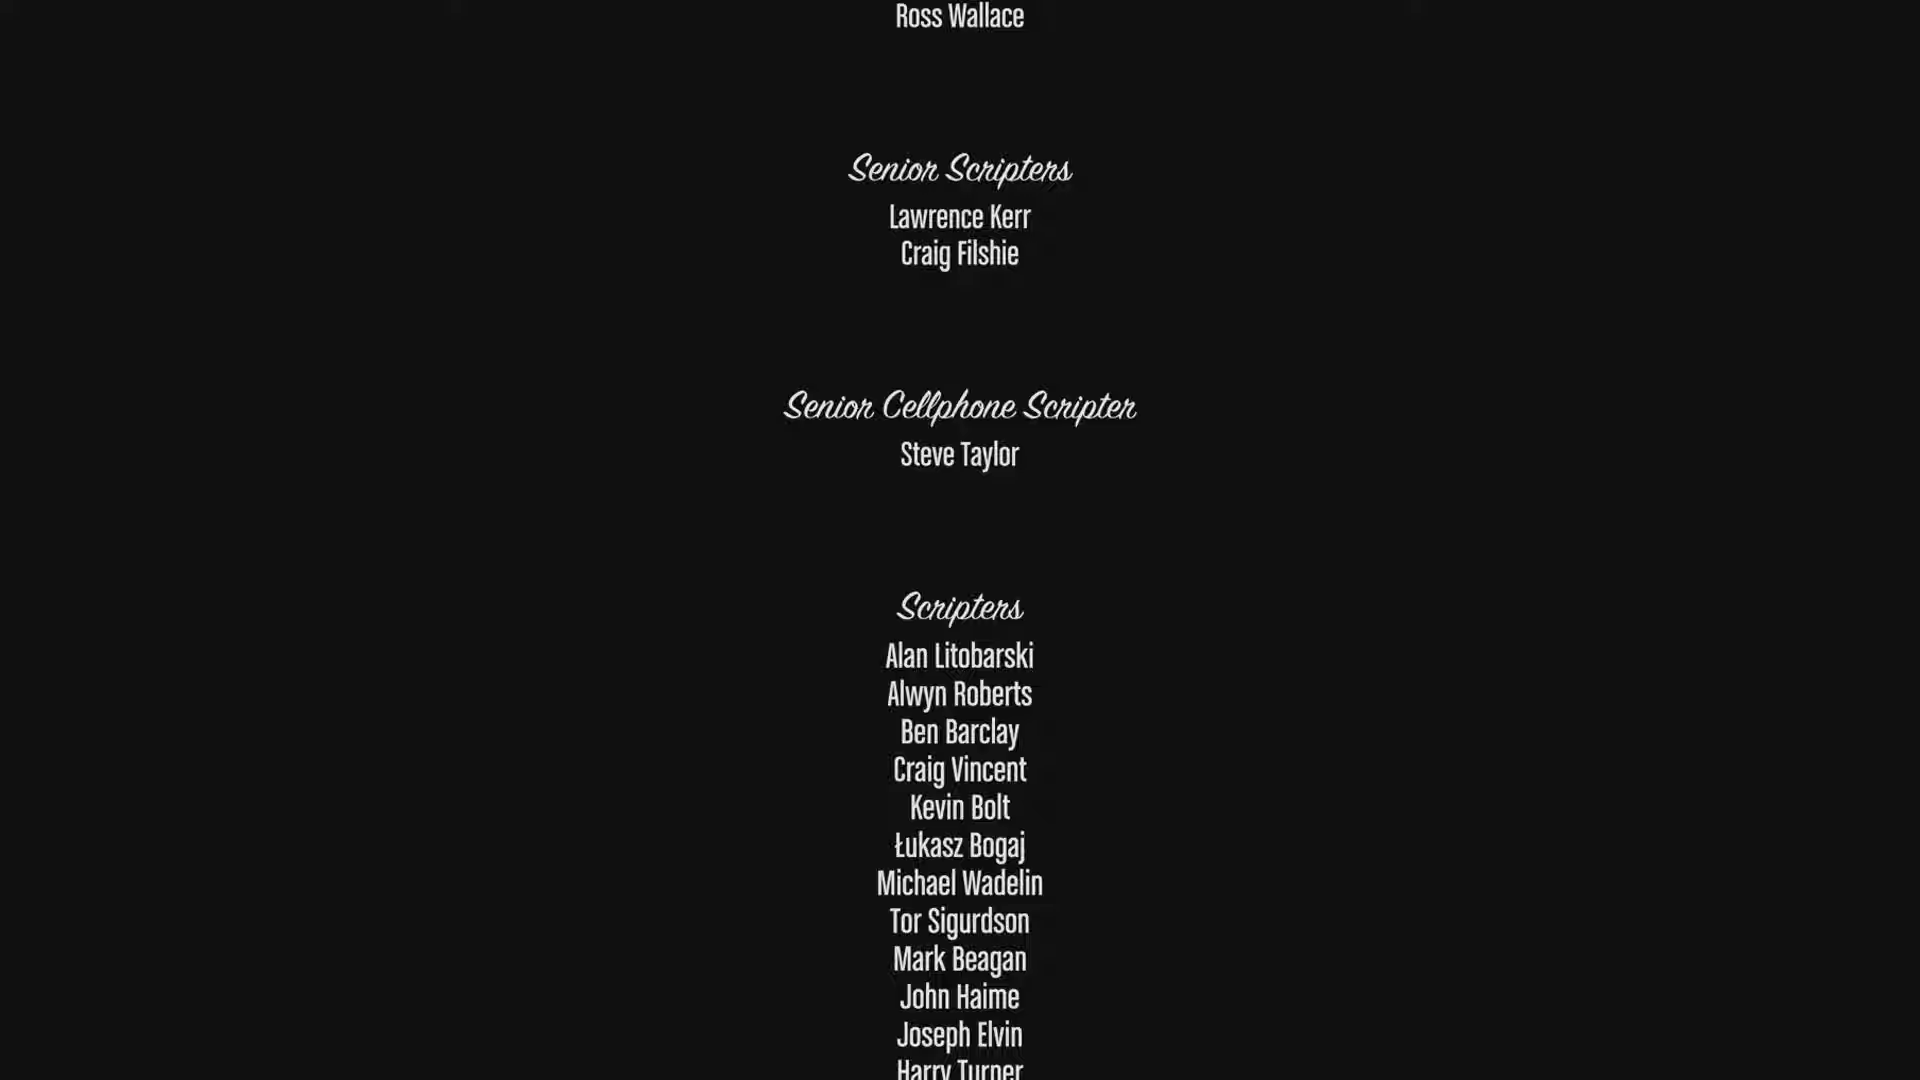 Ross Wallace
Senior Scripters
Lawrence Kerr
Craig Filshie
Senior Cellphone Scripter
Steve Taylor
Scripters
Alan Litobarski
Alwyn Roberts
Ben Barclay
Craig Vincent
Kevin Bolt
Łukasz Bogaj
Michael Wadelin
Tor Sigurdson
Mark Beagan
John Haime
Joseph Elvin
Harry Turner